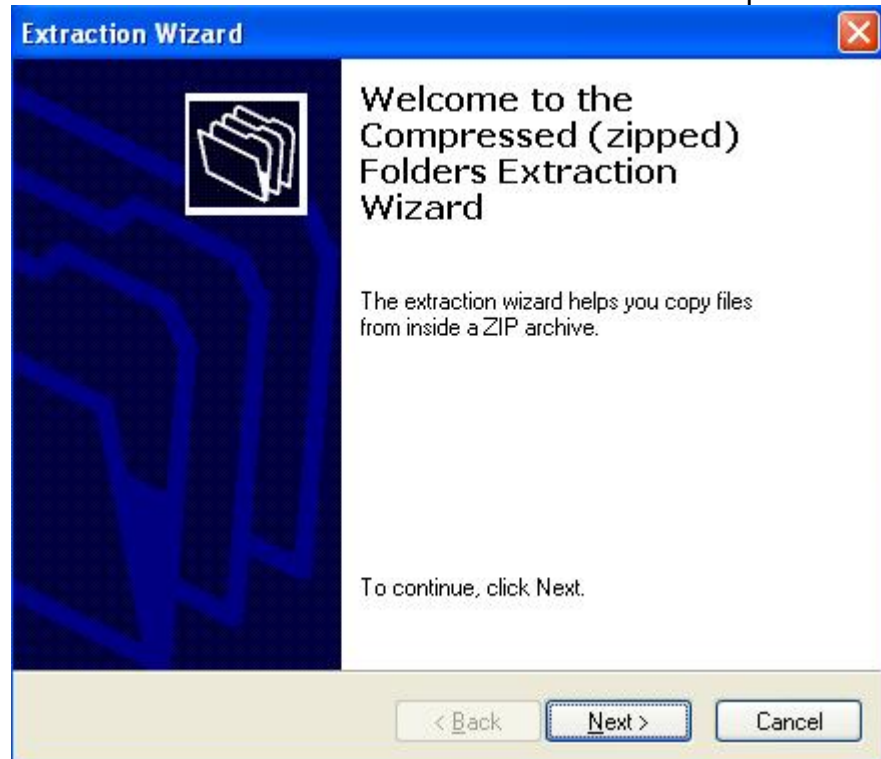 Extraction Wizard
Welcome to the
Compressed (zipped)
Folders Extraction
Wizard
The extraction wizard helps you copy files
from inside a ZIP archive.
To continue, click Next.
< Back
Next >
Cancel